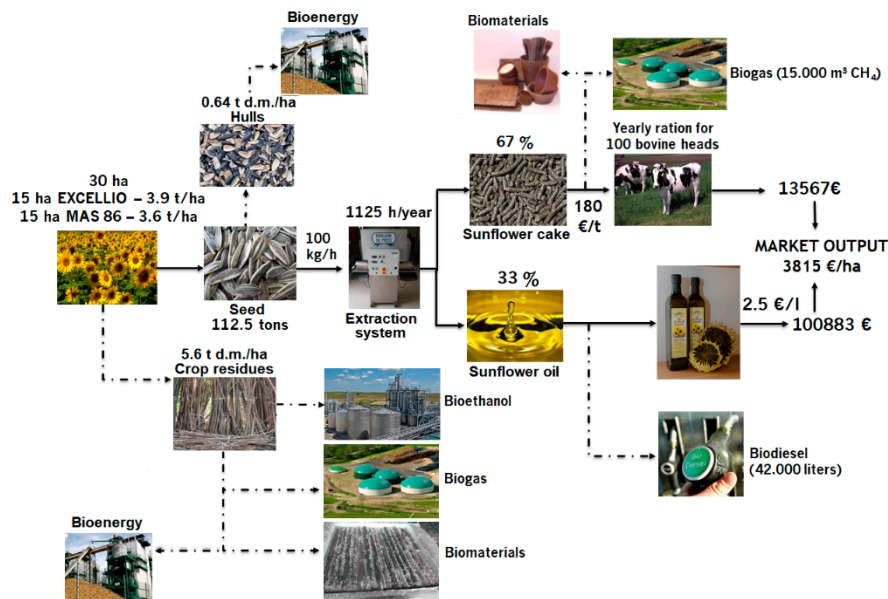 Bioenergy
0.64 t d.m./ha
Hulls
30 ha
15 ha EXCELLIO – 3.9 t/ha
15 ha MAS 86 – 3.6 t/ha
Seed
112.5 tons
100
kg/h
1125 h/year
Extraction
system
Biomaterials
Biogas (15.000 m³ CH₄)
67 %
Sunflower cake
180
€/t
Yearly ration for
100 bovine heads
13567€
MARKET OUTPUT
3815 €/ha
33 %
Sunflower oil
2.5 €/l
100883 €
Biodiesel
(42.000 liters)
5.6 t d.m./ha
Crop residues
Bioethanol
Biogas
Biomaterials
Bioenergy